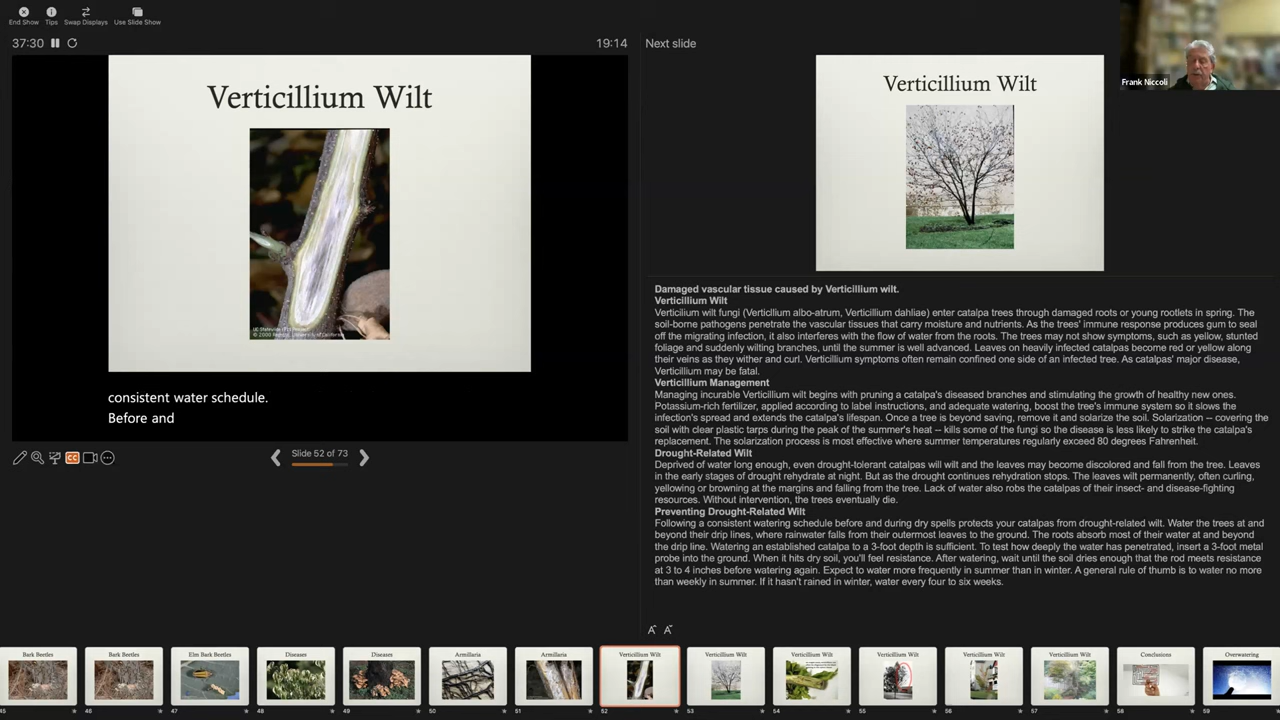 End Show Tips Swap Displays Use Slide Show
37:30 19:14
Verticillium Wilt
consistent water schedule.
Before and
CC
Slide 52 of 73
Next slide
Verticillium Wilt
Frank Niccoli
Damaged vascular tissue caused by Verticillium wilt.
Verticillium Wilt
Verticilium wilt fungi (Vertcllium albo-atrum, Verticillium dahliae) enter catalpa trees through damaged roots or young rootlets in spring. The
soil-borne pathogens penetrate the vascular tissues that carry moisture and nutrients. As the trees' immune response produces gum to seal
off the migrating infection, it also interferes with the flow of water from the roots. The trees may not show symptoms, such as yellow, stunted
foliage and suddenly wilting branches, until the summer is well advanced. Leaves on heavily infected catalpas become red or yellow along
their veins as they wither and curl. Verticillium symptoms often remain confined one side of an infected tree. As catalpas' major disease,
Verticillium may be fatal.
Verticillium Management
Managing incurable Verticillium wilt begins with pruning a catalpa's diseased branches and stimulating the growth of healthy new ones.
Potassium-rich fertilizer, applied according to label instructions, and adequate watering, boost the tree's immune system so it slows the
infection's spread and extends the catalpa's lifespan. Once a tree is beyond saving, remove it and solarize the soil. Solarization -- covering the
soil with clear plastic tarps during the peak of the summer's heat -- kills some of the fungi so the disease is less likely to strike the catalpa's
replacement. The solarization process is most effective where summer temperatures regularly exceed 80 degrees Fahrenheit.
Drought-Related Wilt
Deprived of water long enough, even drought-tolerant catalpas will wilt and the leaves may become discolored and fall from the tree. Leaves
in the early stages of drought rehydrate at night. But as the drought continues rehydration stops. The leaves wilt permanently, often curling,
yellowing or browning at the margins and falling from the tree. Lack of water also robs the catalpas of their insect- and disease-fighting
resources. Without intervention, the trees eventually die.
Preventing Drought-Related Wilt
Following a consistent watering schedule before and during dry spells protects your catalpas from drought-related wilt. Water the trees at and
beyond their drip lines, where rainwater falls from their outermost leaves to the ground. The roots absorb most of their water at and beyond
the drip line. Watering an established catalpa to a 3-foot depth is sufficient. To test how deeply the water has penetrated, insert a 3-foot metal
probe into the ground. When it hits dry soil, you'll feel resistance. After watering, wait until the soil dries enough that the rod meets resistance
at 3 to 4 inches before watering again. Expect to water more frequently in summer than in winter. A general rule of thumb is to water no more
than weekly in summer. If it hasn't rained in winter, water every four to six weeks.
A A
Bark Beetles Bark Beetles Elm Bark Beetles Diseases Diseases Armillaria Armillaria Verticillium Wilt Verticillium Wilt Verticillium Wilt Verticillium Wilt Verticillium Wilt Verticillium Wilt Conclusions Overwatering
45 46 47 48 49 50 51 52 53 54 55 56 57 58 59